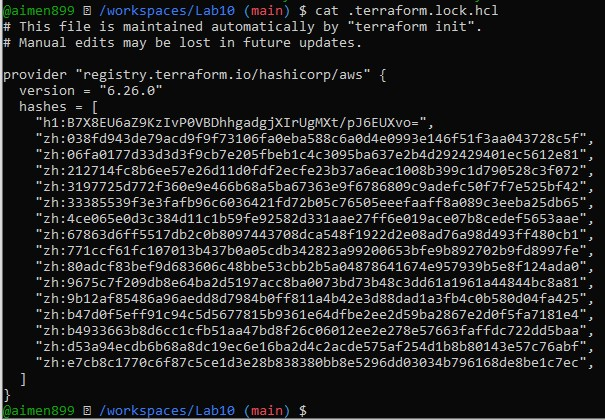 @aimen899 /workspaces/Lab10 (main) $ cat .terraform.lock.hcl
# This file is maintained automatically by "terraform init".
# Manual edits may be lost in future updates.
provider "registry.terraform.io/hashicorp/aws" {
  version = "6.26.0"
  hashes = [
    "h1:B7X8EU6aZ9KzIvP0VBDhhgadgjXIrUgMXt/pJ6EUXvo=",
    "zh:038fd943de79acd9f9f73106fa0eba588c6a0d4e0993e146f51f3aa043728c5f",
    "zh:06fa0177d33d3d3f9cb7e205fbeb1c4c3095ba637e2b4d292429401ec5612e81",
    "zh:212714fc8b6ee57e26d11d0fdf2ecfe23b37a6eac1008b399c1d790528c3f072",
    "zh:3197725d772f360e9e466b68a5ba67363e9f6786809c9adefc50f7f7e525bf42",
    "zh:33385539f3e3fafb96c6036421fd72b05c76505eeefaaff8a089c3eeba25db65",
    "zh:4ce065e0d3c384d11c1b59fe92582d331aae27ff6e019ace07b8cedef5653aae",
    "zh:67863d6ff5517db2c0b8097443708dca548f1922d2e08ad76a98d493ff480cb1",
    "zh:771ccf61fc107013b437b0a05cdb342823a99200653bfe9b892702b9fd8997fe",
    "zh:80adcf83bef9d683606c48bbe53cbb2b5a04878641674e957939b5e8f124ada0",
    "zh:9675c7f209db8e64ba2d5197acc8ba0073bd73b48c3dd61a1961a44844bc8a81",
    "zh:9b12af85486a96aedd8d7984b0ff811a4b42e3d88dad1a3fb4c0b580d04fa425",
    "zh:b47d0f5eff91c94c5d5677815b9361e64dfbe2ee2d59ba2867e2d0f5fa7181e4",
    "zh:b4933663b8d6cc1cfb51aa47bd8f26c06012ee2e278e57663faffdc722dd5baa",
    "zh:d53a94ecdb6b68a8dc19ec6e16ba2d4c2acde575af254d1b8b80143e57c76abf",
    "zh:e7cb8c1770c6f87c5ce1d3e28b838380bb8e5296dd03034b796168de8be1c7ec",
  ]
}
@aimen899 /workspaces/Lab10 (main) $